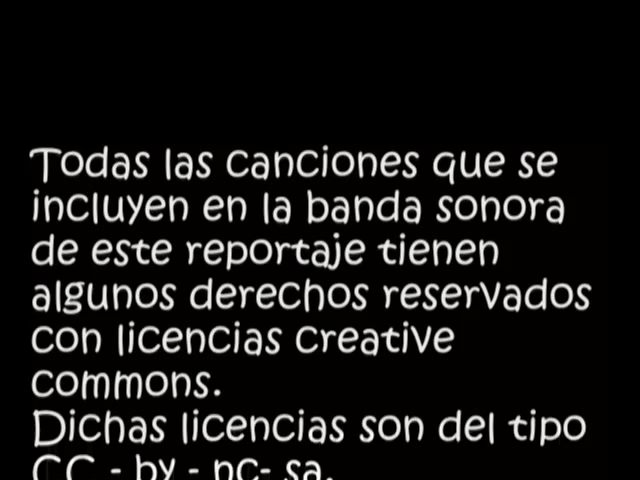 Todas las canciones que se
incluyen en la banda sonora
de este reportaje tienen
algunos derechos reservados
con licencias creative
commons.
Dichas licencias son del tipo
CC - by - nc- sa.